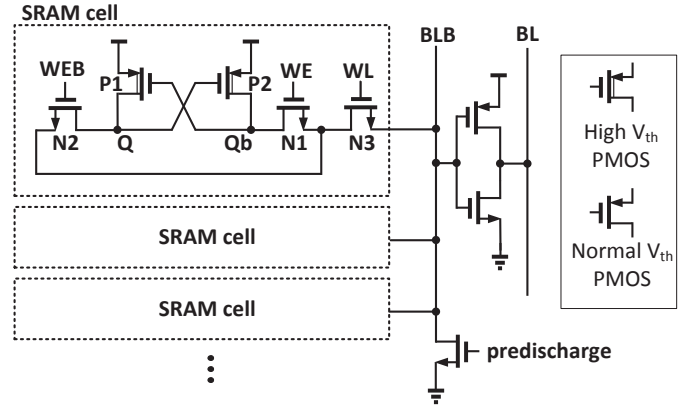 SRAM cell
BLB
BL
WEB
P1
P2
WE
WL
N2
Q
Qb
N1
N3
High Vth
PMOS
SRAM cell
Normal Vth
PMOS
SRAM cell
predischarge